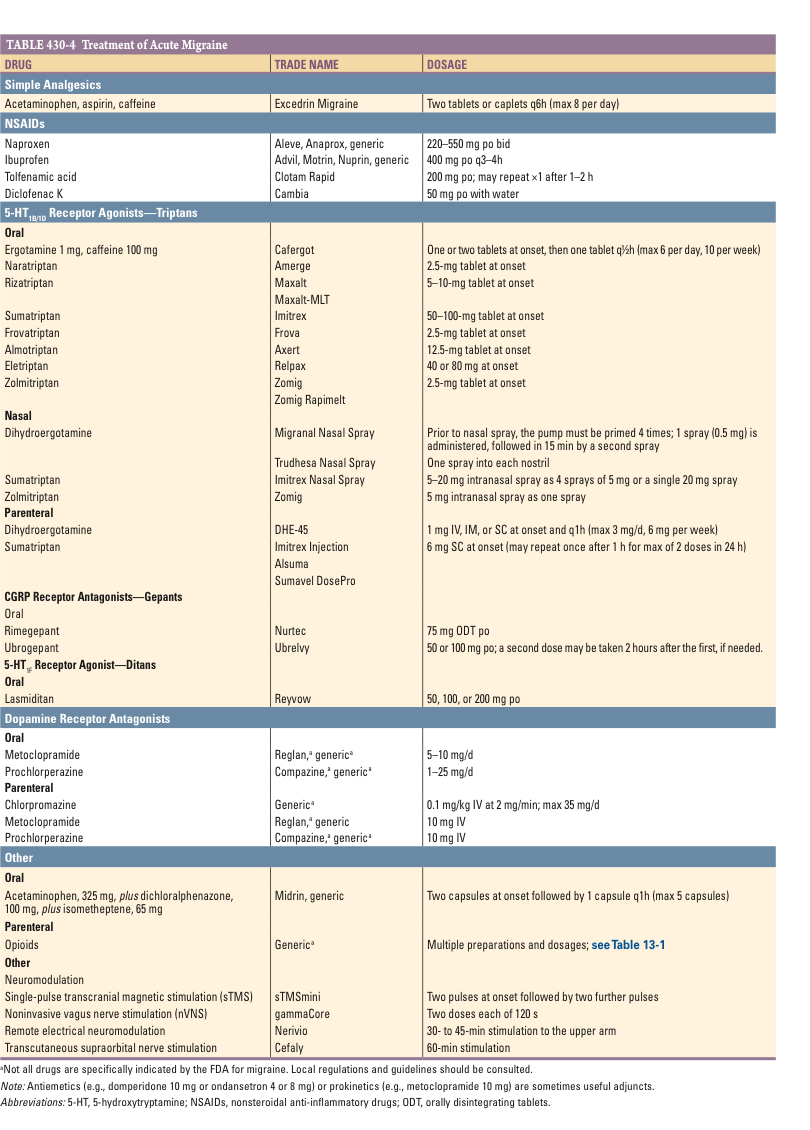 TABLE 430-4 Treatment of Acute Migraine
DRUG TRADE NAME DOSAGE
Simple Analgesics
Acetaminophen, aspirin, caffeine Excedrin Migraine Two tablets or caplets q6h (max 8 per day)
NSAIDs
Naproxen Aleve, Anaprox, generic 220–550 mg po bid
Ibuprofen Advil, Motrin, Nuprin, generic 400 mg po q3–4h
Tolfenamic acid Clotam Rapid 200 mg po; may repeat ×1 after 1–2 h
Diclofenac K Cambia 50 mg po with water
5-HT1B/1D Receptor Agonists—Triptans
Oral
Ergotamine 1 mg, caffeine 100 mg Cafergot One or two tablets at onset, then one tablet q½h (max 6 per day, 10 per week)
Naratriptan Amerge 2.5-mg tablet at onset
Rizatriptan Maxalt 5–10-mg tablet at onset
Maxalt-MLT
Sumatriptan Imitrex 50–100-mg tablet at onset
Frovatriptan Frova 2.5-mg tablet at onset
Almotriptan Axert 12.5-mg tablet at onset
Eletriptan Relpax 40 or 80 mg at onset
Zolmitriptan Zomig 2.5-mg tablet at onset
Zomig Rapimelt
Nasal
Dihydroergotamine Migranal Nasal Spray Prior to nasal spray, the pump must be primed 4 times; 1 spray (0.5 mg) is
administered, followed in 15 min by a second spray
Trudhesa Nasal Spray One spray into each nostril
Sumatriptan Imitrex Nasal Spray 5–20 mg intranasal spray as 4 sprays of 5 mg or a single 20 mg spray
Zolmitriptan Zomig 5 mg intranasal spray as one spray
Parenteral
Dihydroergotamine DHE-45 1 mg IV, IM, or SC at onset and q1h (max 3 mg/d, 6 mg per week)
Sumatriptan Imitrex Injection 6 mg SC at onset (may repeat once after 1 h for max of 2 doses in 24 h)
Alsuma
Sumavel DosePro
CGRP Receptor Antagonists—Gepants
Oral
Rimegepant Nurtec 75 mg ODT po
Ubrogepant Ubrelvy 50 or 100 mg po; a second dose may be taken 2 hours after the first, if needed.
5-HT1F Receptor Agonist—Ditans
Oral
Lasmiditan Reyvow 50, 100, or 200 mg po
Dopamine Receptor Antagonists
Oral
Metoclopramide Reglan,a generica 5–10 mg/d
Prochlorperazine Compazine,a generica 1–25 mg/d
Parenteral
Chlorpromazine Generica 0.1 mg/kg IV at 2 mg/min; max 35 mg/d
Metoclopramide Reglan,a generic 10 mg IV
Prochlorperazine Compazine,a generica 10 mg IV
Other
Oral
Acetaminophen, 325 mg, plus dichloralphenazone, Midrin, generic Two capsules at onset followed by 1 capsule q1h (max 5 capsules)
100 mg, plus isometheptene, 65 mg
Parenteral
Opioids Generica Multiple preparations and dosages; see Table 13-1
Other
Neuromodulation
Single-pulse transcranial magnetic stimulation (sTMS) sTMSmini Two pulses at onset followed by two further pulses
Noninvasive vagus nerve stimulation (nVNS) gammaCore Two doses each of 120 s
Remote electrical neuromodulation Nerivio 30- to 45-min stimulation to the upper arm
Transcutaneous supraorbital nerve stimulation Cefaly 60-min stimulation
aNot all drugs are specifically indicated by the FDA for migraine. Local regulations and guidelines should be consulted.
Note: Antiemetics (e.g., domperidone 10 mg or ondansetron 4 or 8 mg) or prokinetics (e.g., metoclopramide 10 mg) are sometimes useful adjuncts.
Abbreviations: 5-HT, 5-hydroxytryptamine; NSAIDs, nonsteroidal anti-inflammatory drugs; ODT, orally disintegrating tablets.